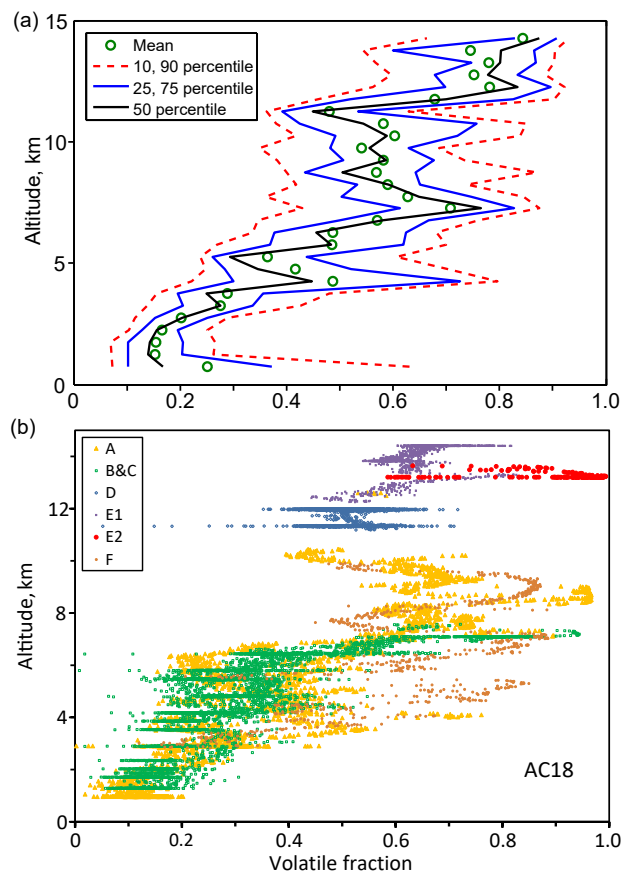 (a)
15
Mean
10, 90 percentile
25, 75 percentile
50 percentile
10
5
0
Altitude, km
0 0.2 0.4 0.6 0.8 1.0
(b)
A
B&C
D
E1
E2
F
12
8
4
0
Altitude, km
AC18
0 0.2 0.4 0.6 0.8 1.0
Volatile fraction